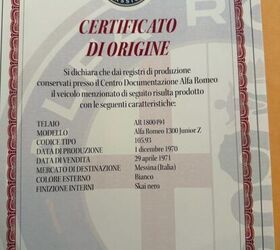 CERTIFICATO
DI ORIGINE
Si dichiara che dai registri di produzione
conservati presso il Centro Documentazione Alfa Romeo
il veicolo menzionato di seguito risulta prodotto
con le seguenti caratteristiche:
TELAIO AR 1800494
MODELLO Alfa Romeo 1300 Junior Z
CODICE TIPO 105.93
DATA DI PRODUZIONE 1 dicembre 1970
DATA DI VENDITA 29 aprile 1971
MERCATO DI DESTINAZIONE Messina (Italia)
COLORE ESTERNO Bianco
FINIZIONE INTERNI Skai nero